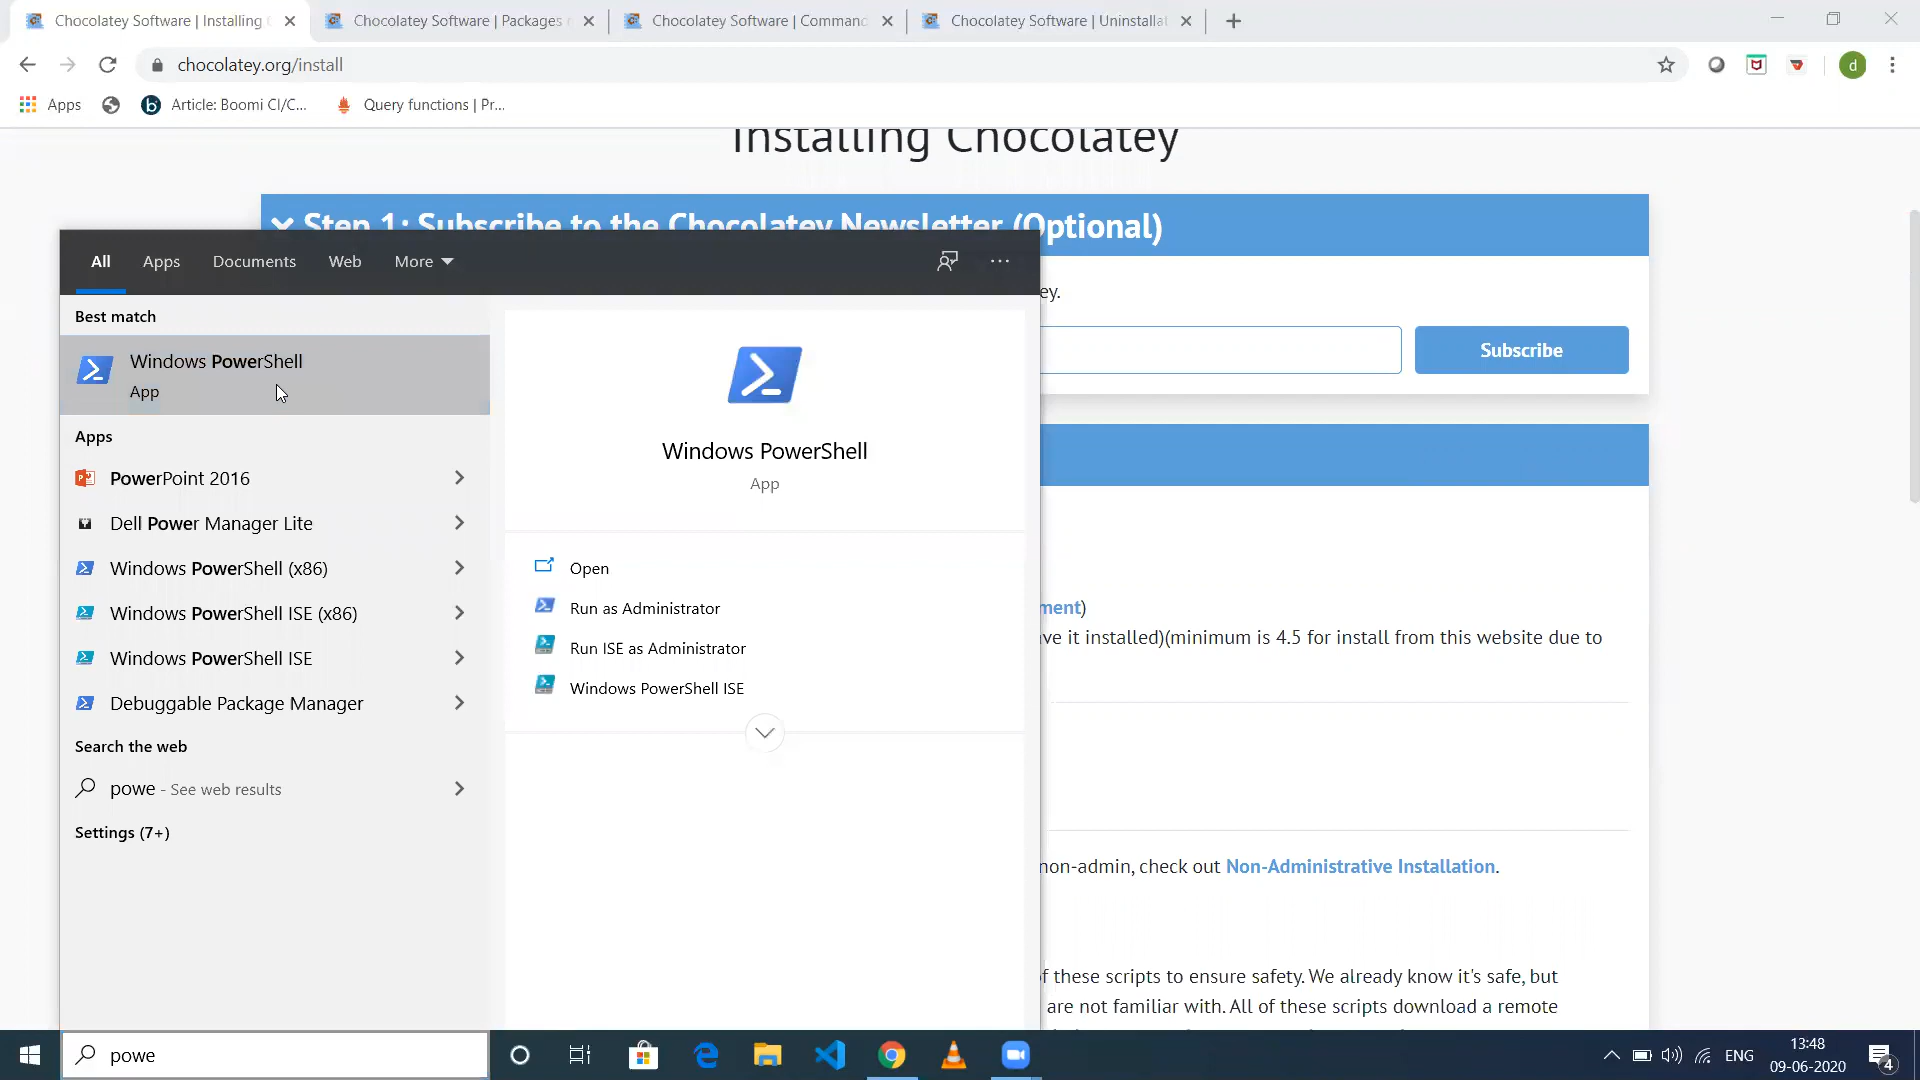 Chocolatey Software | Installing
Chocolatey Software | Packages
Chocolatey Software | Comman
Chocolatey Software | Uninstalla
chocolatey.org/install
d
Apps
Article: Boomi CI/C...
Query functions | Pr...
Installing Chocolatey
Step 1: Subscribe to the Chocolatey Newsletter (Optional)
ey.
Subscribe
All
Apps
Documents
Web
More
Best match
Windows PowerShell
App
Apps
PowerPoint 2016
Dell Power Manager Lite
Windows PowerShell (x86)
Windows PowerShell ISE (x86)
Windows PowerShell ISE
Debuggable Package Manager
Search the web
powe - See web results
Settings (7+)
Windows PowerShell
App
Open
Run as Administrator
Run ISE as Administrator
Windows PowerShell ISE
ment)
ve it installed)(minimum is 4.5 for install from this website due to
non-admin, check out Non-Administrative Installation.
of these scripts to ensure safety. We already know it's safe, but
are not familiar with. All of these scripts download a remote
powe
ENG
13:48
09-06-2020
4